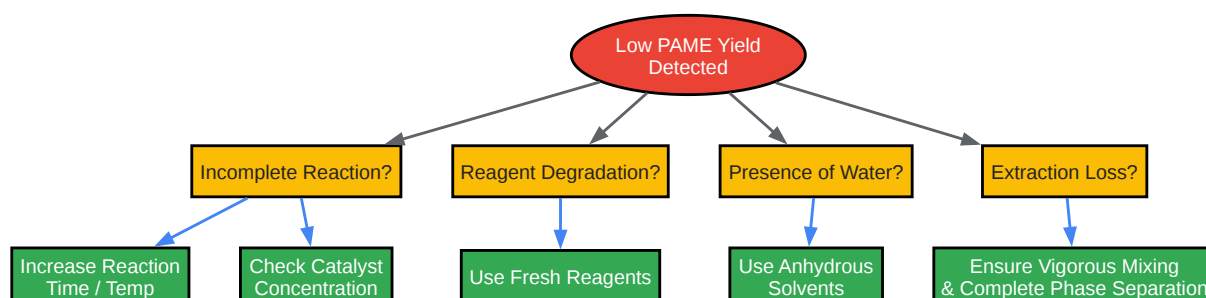 Low PAME Yield
Detected
Incomplete Reaction?
Reagent Degradation?
Presence of Water?
Extraction Loss?
Increase Reaction
Time / Temp
Check Catalyst
Concentration
Use Fresh Reagents
Use Anhydrous
Solvents
Ensure Vigorous Mixing
& Complete Phase Separation